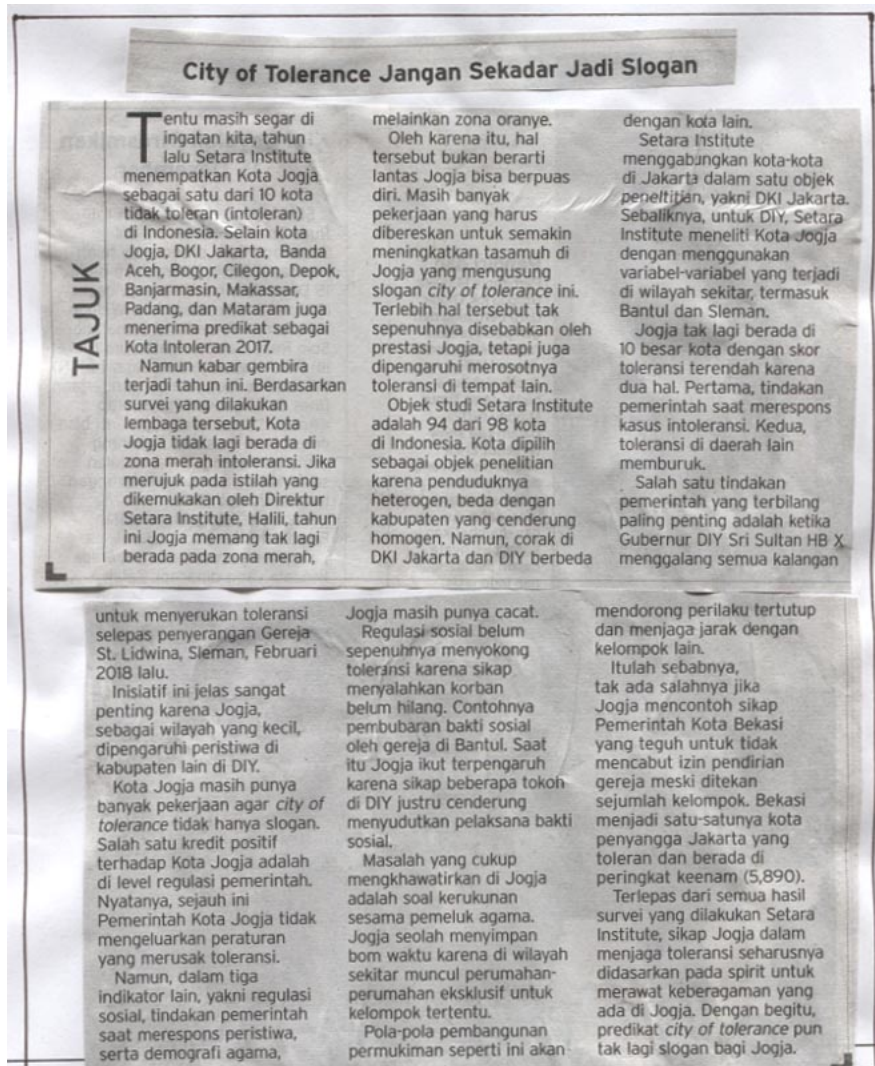 City of Tolerance Jangan Sekadar Jadi Slogan
TAJUK
Tentu masih segar di
ingatan kita, tahun
lalu Setara Institute
menempatkan Kota Jogja
sebagai satu dari 10 kota
tidak toleran (intoleran)
di Indonesia. Selain kota
Jogja, DKI Jakarta, Banda
Aceh, Bogor, Cilegon, Depok,
Banjarmasin, Makassar,
Padang, dan Mataram juga
menerima predikat sebagai
Kota Intoleran 2017.
Namun kabar gembira
terjadi tahun ini. Berdasarkan
survei yang dilakukan
lembaga tersebut, Kota
Jogja tidak lagi berada di
zona merah intoleransi. Jika
merujuk pada istilah yang
dikemukakan oleh Direktur
Setara Institute, Halili, tahun
ini Jogja memang tak lagi
berada pada zona merah,
melainkan zona oranye.
Oleh karena itu, hal
tersebut bukan berarti
lantas Jogja bisa berpuas
diri. Masih banyak
pekerjaan yang harus
dibereskan untuk semakin
meningkatkan tasamuh di
Jogja yang mengusung
slogan city of tolerance ini.
Terlebih hal tersebut tak
sepenuhnya disebabkan oleh
prestasi Jogja, tetapi juga
dipengaruhi merosotnya
toleransi di tempat lain.
Objek studi Setara Institute
adalah 94 dari 98 kota
di Indonesia. Kota dipilih
sebagai objek penelitian
karena penduduknya
heterogen, beda dengan
kabupaten yang cenderung
homogen. Namun, corak di
DKI Jakarta dan DIY berbeda
dengan kota lain.
Setara Institute
menggabungkan kota-kota
di Jakarta dalam satu objek
peneltitian, yakni DKI Jakarta.
Sebaliknya, untuk DIY, Setara
Institute meneliti Kota Jogja
dengan menggunakan
variabel-variabel yang terjadi
di wilayah sekitar, termasuk
Bantul dan Sleman.
Jogja tak lagi berada di
10 besar kota dengan skor
toleransi terendah karena
dua hal. Pertama, tindakan
pemerintah saat merespons
kasus intoleransi. Kedua,
toleransi di daerah lain
memburuk.
Salah satu tindakan
pemerintah yang terbilang
paling penting adalah ketika
Gubernur DIY Sri Sultan HB X
menggalang semua kalangan
untuk menyerukan toleransi
selepas penyerangan Gereja
St. Lidwina, Sleman, Februari
2018 lalu.
Inisiatif ini jelas sangat
penting karena Jogja,
sebagai wilayah yang kecil,
dipengaruhi peristiwa di
kabupaten lain di DIY.
Kota Jogja masih punya
banyak pekerjaan agar city of
tolerance tidak hanya slogan.
Salah satu kredit positif
terhadap Kota Jogja adalah
di level regulasi pemerintah.
Nyatanya, sejauh ini
Pemerintah Kota Jogja tidak
mengeluarkan peraturan
yang merusak toleransi.
Namun, dalam tiga
indikator lain, yakni regulasi
sosial, tindakan pemerintah
saat merespons peristiwa,
serta demografi agama,
Jogja masih punya cacat.
Regulasi sosial belum
sepenuhnya menyokong
toleransi karena sikap
menyalahkan korban
belum hilang. Contohnya
pembubaran bakti sosial
oleh gereja di Bantul. Saat
itu Jogja ikut terpengaruh
karena sikap beberapa tokoh
di DIY justru cenderung
menyudutkan pelaksana bakti
sosial.
Masalah yang cukup
mengkhawatirkan di Jogja
adalah soal kerukunan
sesama pemeluk agama.
Jogja seolah menyimpan
bom waktu karena di wilayah
sekitar muncul perumahan-
perumahan eksklusif untuk
kelompok tertentu.
Pola-pola pembangunan
permukiman seperti ini akan
mendorong perilaku tertutup
dan menjaga jarak dengan
kelompok lain.
Itulah sebabnya,
tak ada salahnya jika
Jogja mencontoh sikap
Pemerintah Kota Bekasi
yang teguh untuk tidak
mencabut izin pendirian
gereja meski ditekan
sejumlah kelompok. Bekasi
menjadi satu-satunya kota
penyangga Jakarta yang
toleran dan berada di
peringkat keenam (5,890).
Terlepas dari semua hasil
survei yang dilakukan Setara
Institute, sikap Jogja dalam
menjaga toleransi seharusnya
didasarkan pada spirit untuk
merawat keberagaman yang
ada di Jogja. Dengan begitu,
predikat city of tolerance pun
tak lagi slogan bagi Jogja.